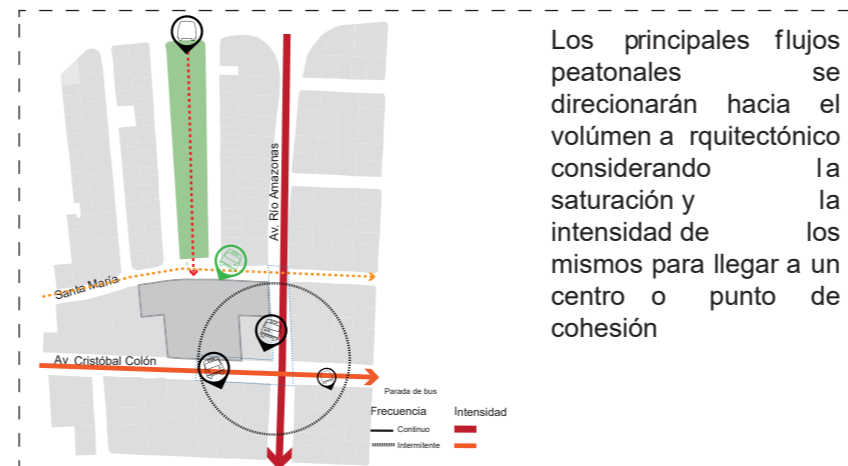 Los principales flujos
peatonales se
direcionarán hacia el
volúmen a rquitectónico
considerando la
saturación y la
intensidad de los
mismos para llegar a un
centro o punto de
cohesión
Av. Río Amazonas
Santa María
Av. Cristóbal Colón
Parada de bus
Frecuencia Intensidad
Continuo
Intermitente